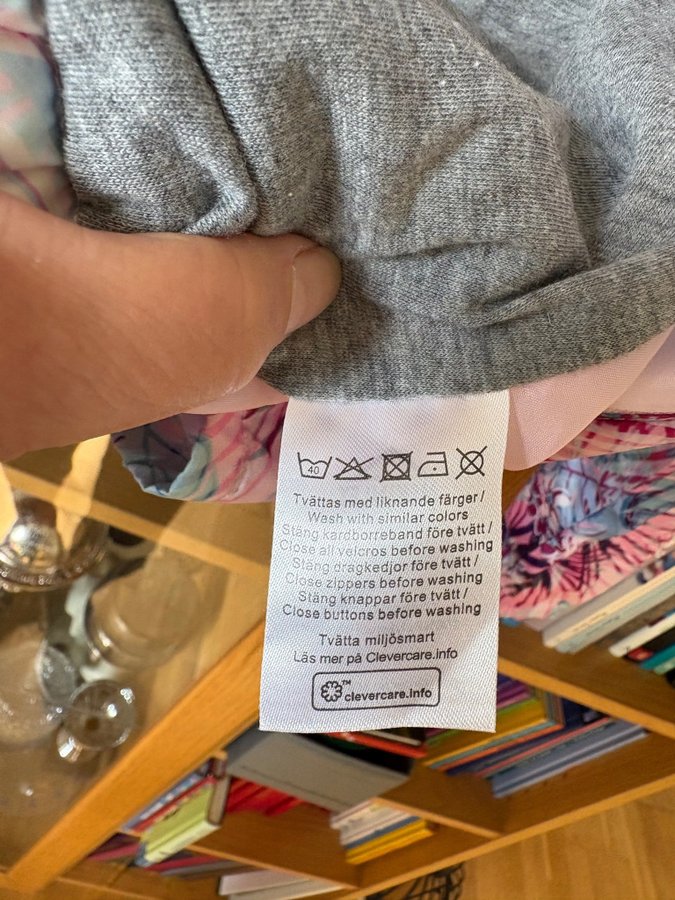 40
Tvättas med liknande färger /
Wash with similar colors
Stäng kardborreband före tvätt /
Close all velcros before washing
Stäng dragkedjor före tvätt /
Close zippers before washing
Stäng knappar före tvätt /
Close buttons before washing
Tvätta miljösmart
Läs mer på Clevercare.info
TM
clevercare.info